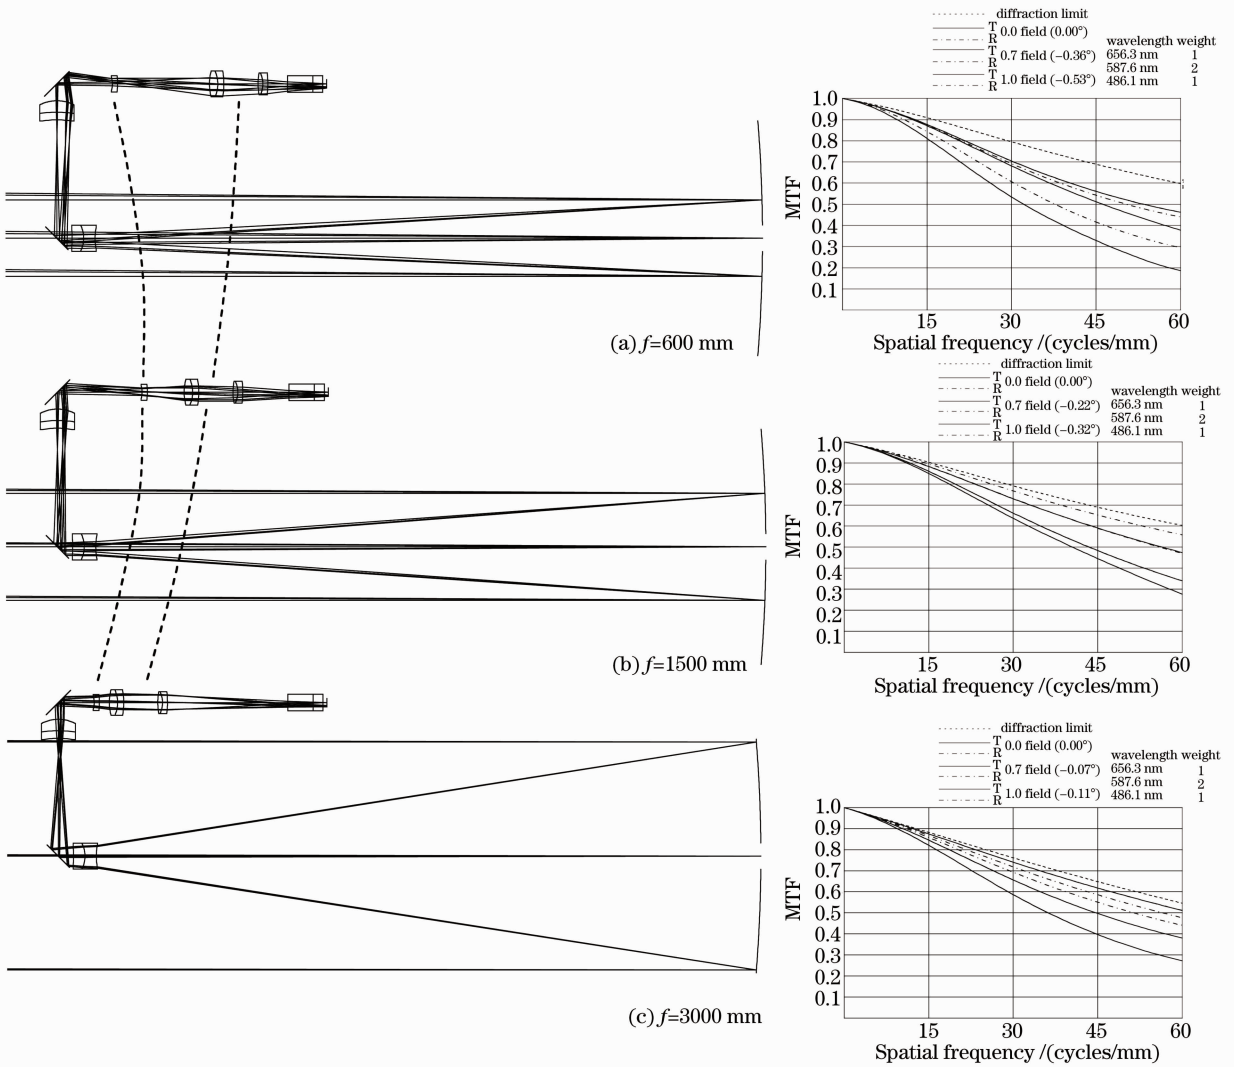 diffraction limit
T
R
0.0 field (0.00°)
T
R
0.7 field (−0.36°)
T
R
1.0 field (−0.53°)
wavelength weight
656.3 nm 1
587.6 nm 2
486.1 nm 1
1.0
0.9
0.8
0.7
0.6
0.5
0.4
0.3
0.2
0.1
MTF
15 30 45 60
Spatial frequency /(cycles/mm)
(a) f=600 mm
diffraction limit
T
R
0.0 field (0.00°)
T
R
0.7 field (−0.22°)
T
R
1.0 field (−0.32°)
wavelength weight
656.3 nm 1
587.6 nm 2
486.1 nm 1
1.0
0.9
0.8
0.7
0.6
0.5
0.4
0.3
0.2
0.1
MTF
15 30 45 60
Spatial frequency /(cycles/mm)
(b) f=1500 mm
diffraction limit
T
R
0.0 field (0.00°)
T
R
0.7 field (−0.07°)
T
R
1.0 field (−0.11°)
wavelength weight
656.3 nm 1
587.6 nm 2
486.1 nm 1
1.0
0.9
0.8
0.7
0.6
0.5
0.4
0.3
0.2
0.1
MTF
15 30 45 60
Spatial frequency /(cycles/mm)
(c) f=3000 mm